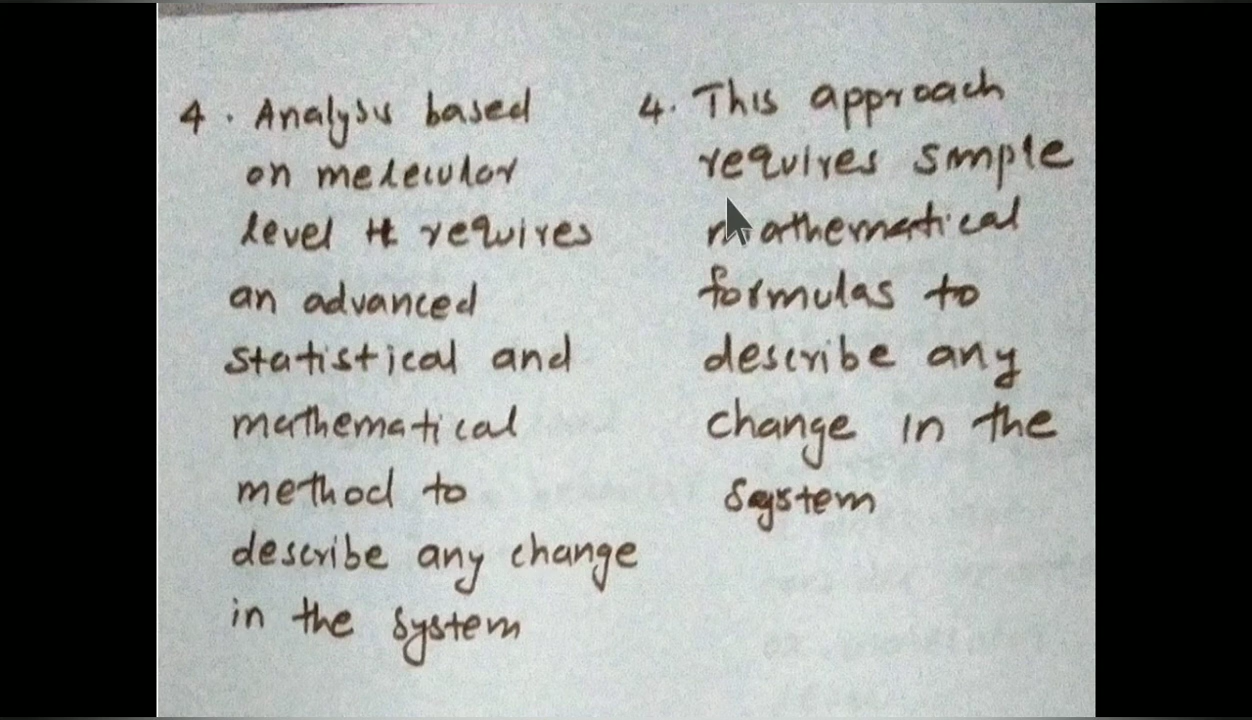 4. Analysis based
on melecular
level it requires
an advanced
statistical and
mathematical
method to
describe any change
in the system
4. This approach
requires simple
mathematical
formulas to
describe any
change in the
system